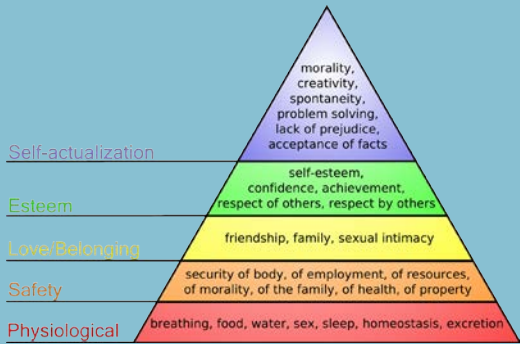 morality,
creativity,
spontaneity,
problem solving,
lack of prejudice,
acceptance of facts
Self-actualization
self-esteem,
confidence, achievement,
respect of others, respect by others
Esteem
friendship, family, sexual intimacy
Love/Belonging
security of body, of employment, of resources,
of morality, of the family, of health, of property
Safety
breathing, food, water, sex, sleep, homeostasis, excretion
Physiological